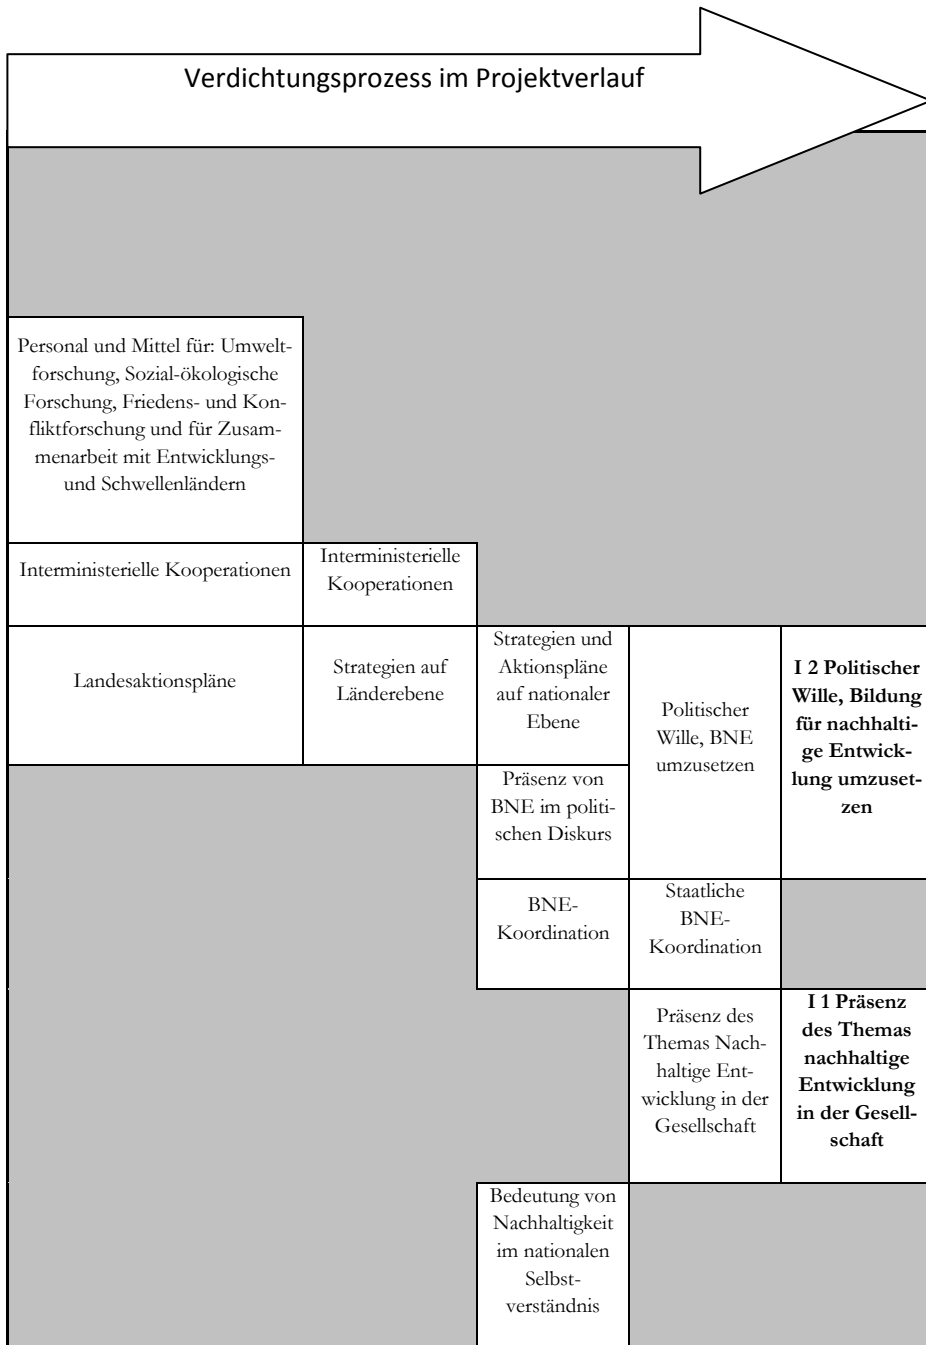 Verdichtungsprozess im Projektverlauf
Personal und Mittel für: Umwelt-
forschung, Sozial-ökologische
Forschung, Friedens- und Kon-
fliktforschung und für Zusam-
menarbeit mit Entwicklungs-
und Schwellenländern
Interministerielle Kooperationen
Interministerielle
Kooperationen
Landesaktionspläne
Strategien auf
Länderebene
Strategien und
Aktionspläne
auf nationaler
Ebene
Politischer
Wille, BNE
umzusetzen
I 2 Politischer
Wille, Bildung
für nachhalti-
ge Entwick-
lung umzuset-
zen
Präsenz von
BNE im politi-
schen Diskurs
BNE-
Koordination
Staatliche
BNE-
Koordination
Präsenz des
Themas Nach-
haltige Ent-
wicklung in der
Gesellschaft
I 1 Präsenz
des Themas
nachhaltige
Entwicklung
in der Gesell-
schaft
Bedeutung von
Nachhaltigkeit
im nationalen
Selbst-
verständnis